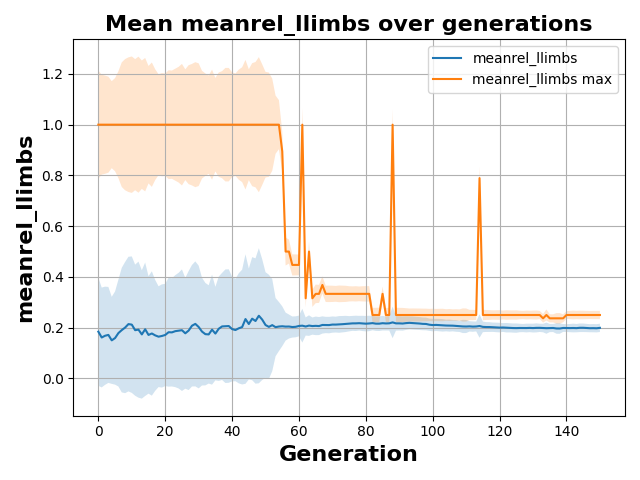 Mean meanrel_llimbs over generations
meanrel_llimbs
meanrel_llimbs max
1.2
1.0
0.8
0.6
0.4
0.2
0.0
meanrel_llimbs
0 20 40 60 80 100 120 140
Generation